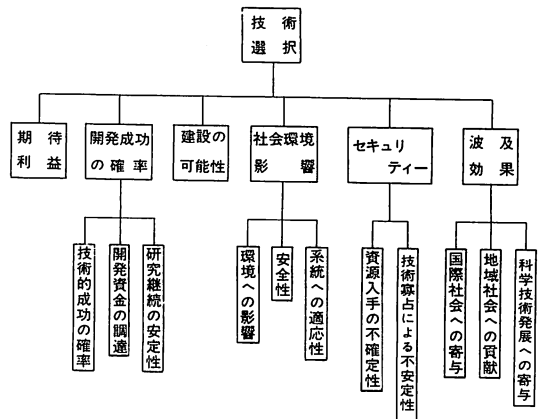 技術
選択
期待
利益
開発成功
の確率
建設の
可能性
社会環境
影響
セキュリ
ティー
波及
効果
技術的成功の確率
開発資金の調達
研究継続の安定性
環境への影響
安全性
系統への適応性
資源入手の不確定性
技術寡占による不安定性
国際社会への寄与
地域社会への貢献
科学技術発展への寄与